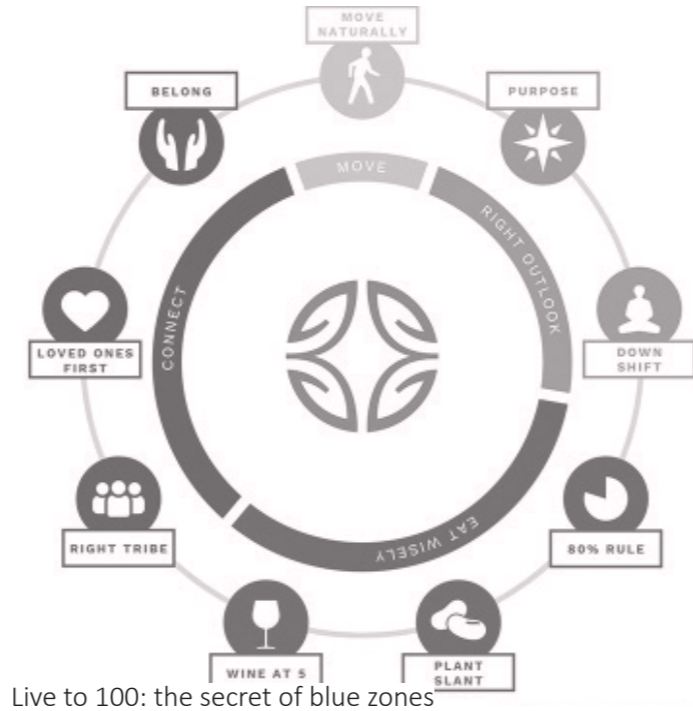 MOVE
NATURALLY
BELONG
PURPOSE
MOVE
RIGHT OUTLOOK
CONNECT
LOVED ONES
FIRST
DOWN
SHIFT
RIGHT TRIBE
80% RULE
EAT WISELY
WINE AT 5
PLANT
SLANT
Live to 100: the secret of blue zones